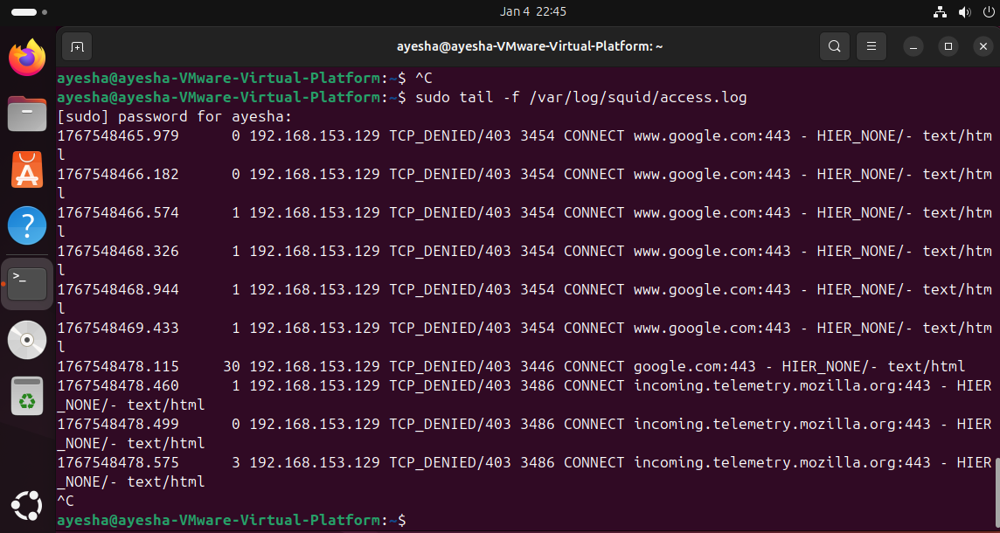 Jan 4 22:45
ayesha@ayesha-VMware-Virtual-Platform: ~
ayesha@ayesha-VMware-Virtual-Platform:~$ ^C
ayesha@ayesha-VMware-Virtual-Platform:~$ sudo tail -f /var/log/squid/access.log
[sudo] password for ayesha:
1767548465.979      0 192.168.153.129 TCP_DENIED/403 3454 CONNECT www.google.com:443 - HIER_NONE/- text/htm
l
1767548466.182      0 192.168.153.129 TCP_DENIED/403 3454 CONNECT www.google.com:443 - HIER_NONE/- text/htm
l
1767548466.574      1 192.168.153.129 TCP_DENIED/403 3454 CONNECT www.google.com:443 - HIER_NONE/- text/htm
l
1767548468.326      1 192.168.153.129 TCP_DENIED/403 3454 CONNECT www.google.com:443 - HIER_NONE/- text/htm
l
1767548468.944      1 192.168.153.129 TCP_DENIED/403 3454 CONNECT www.google.com:443 - HIER_NONE/- text/htm
l
1767548469.433      1 192.168.153.129 TCP_DENIED/403 3454 CONNECT www.google.com:443 - HIER_NONE/- text/htm
l
1767548478.115     30 192.168.153.129 TCP_DENIED/403 3446 CONNECT google.com:443 - HIER_NONE/- text/html
1767548478.460      1 192.168.153.129 TCP_DENIED/403 3486 CONNECT incoming.telemetry.mozilla.org:443 - HIER
_NONE/- text/html
1767548478.499      0 192.168.153.129 TCP_DENIED/403 3486 CONNECT incoming.telemetry.mozilla.org:443 - HIER
_NONE/- text/html
1767548478.575      3 192.168.153.129 TCP_DENIED/403 3486 CONNECT incoming.telemetry.mozilla.org:443 - HIER
_NONE/- text/html
^C
ayesha@ayesha-VMware-Virtual-Platform:~$